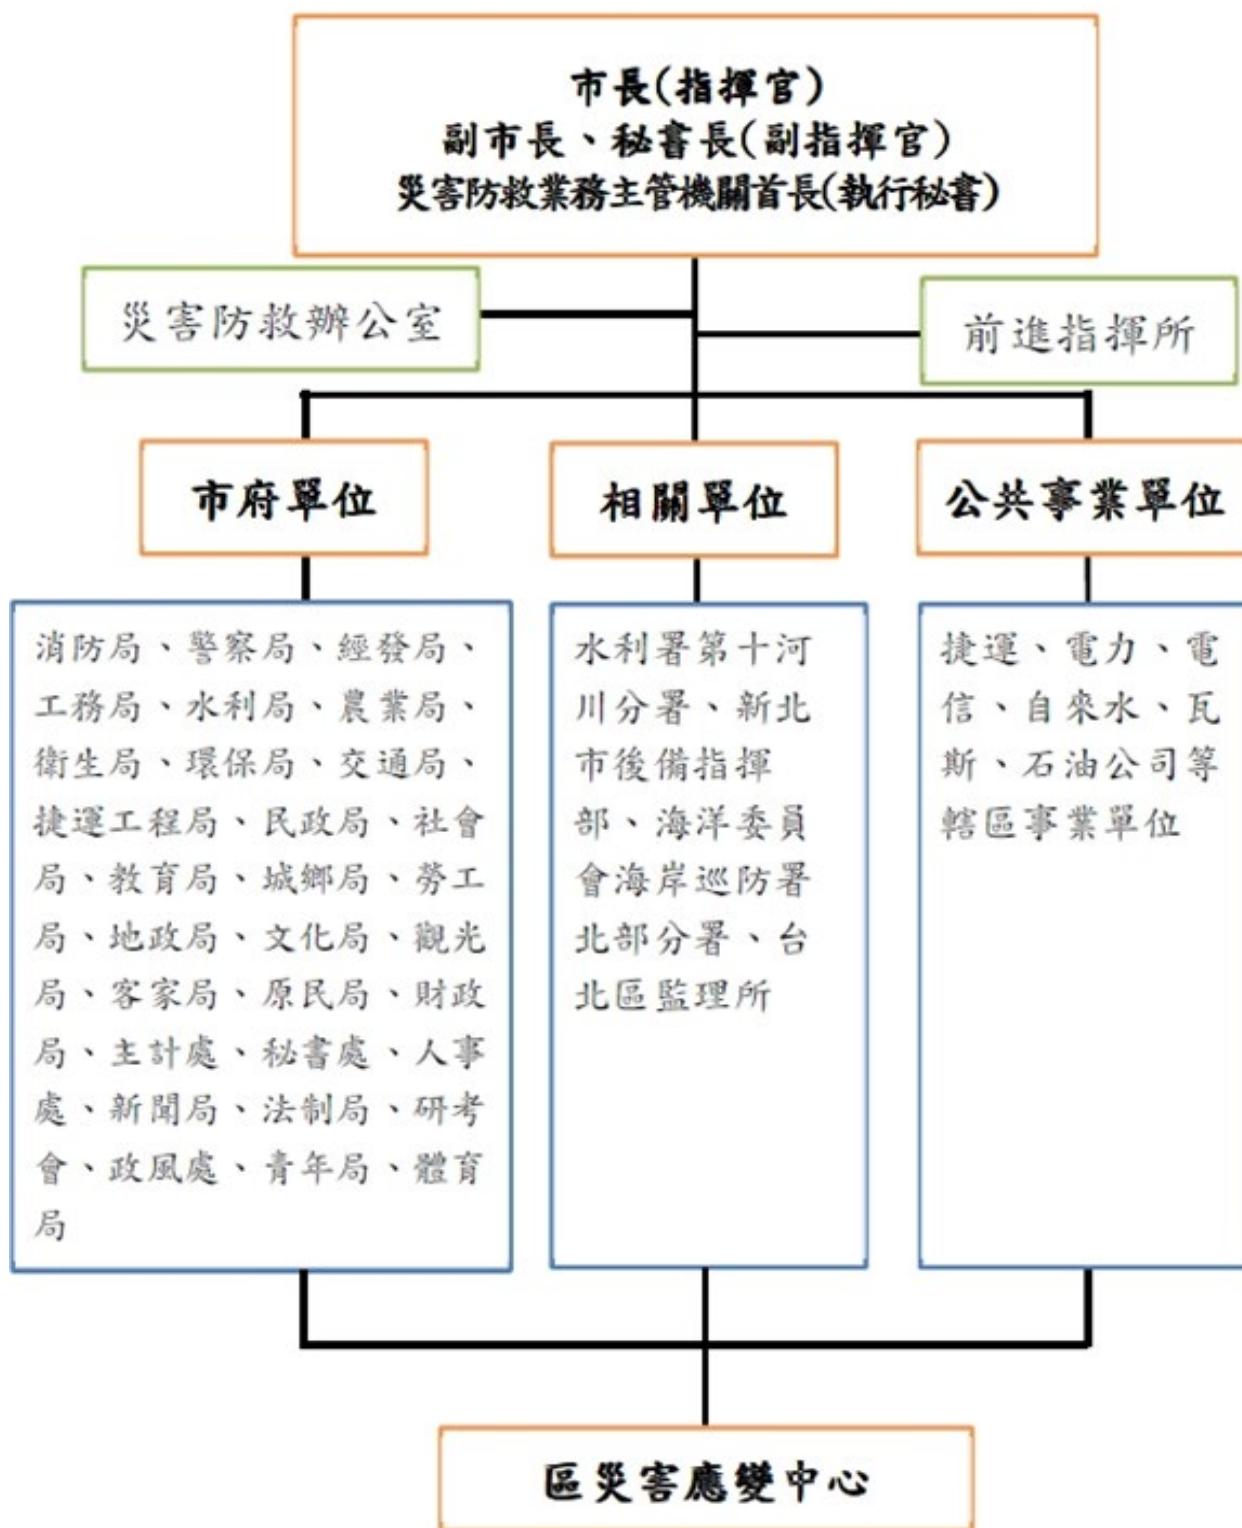 市長(指揮官)
副市長、秘書長(副指揮官)
災害防救業務主管機關首長(執行秘書)
災害防救辦公室
前進指揮所
市府單位
相關單位
公共事業單位
消防局、警察局、經發局、
工務局、水利局、農業局、
衛生局、環保局、交通局、
捷運工程局、民政局、社會
局、教育局、城鄉局、勞工
局、地政局、文化局、觀光
局、客家局、原民局、財政
局、主計處、秘書處、人事
處、新聞局、法制局、研考
會、政風處、青年局、體育
局
水利署第十河
川分署、新北
市後備指揮
部、海洋委員
會海岸巡防署
北部分署、台
北區監理所
捷運、電力、電
信、自來水、瓦
斯、石油公司等
轄區事業單位
區災害應變中心